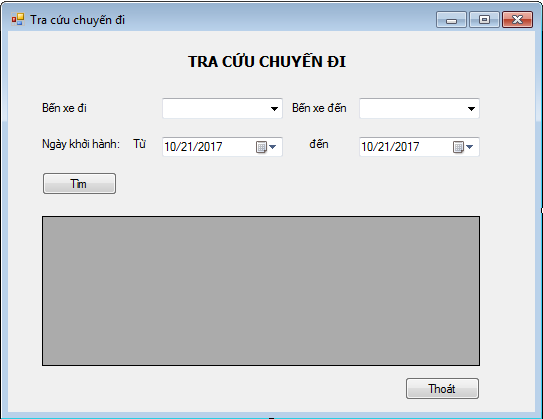 Tra cứu chuyến đi
TRA CỨU CHUYẾN ĐI
Bến xe đi Bến xe đến
Ngày khởi hành: Từ 10/21/2017 đến 10/21/2017
Tìm
Thoát